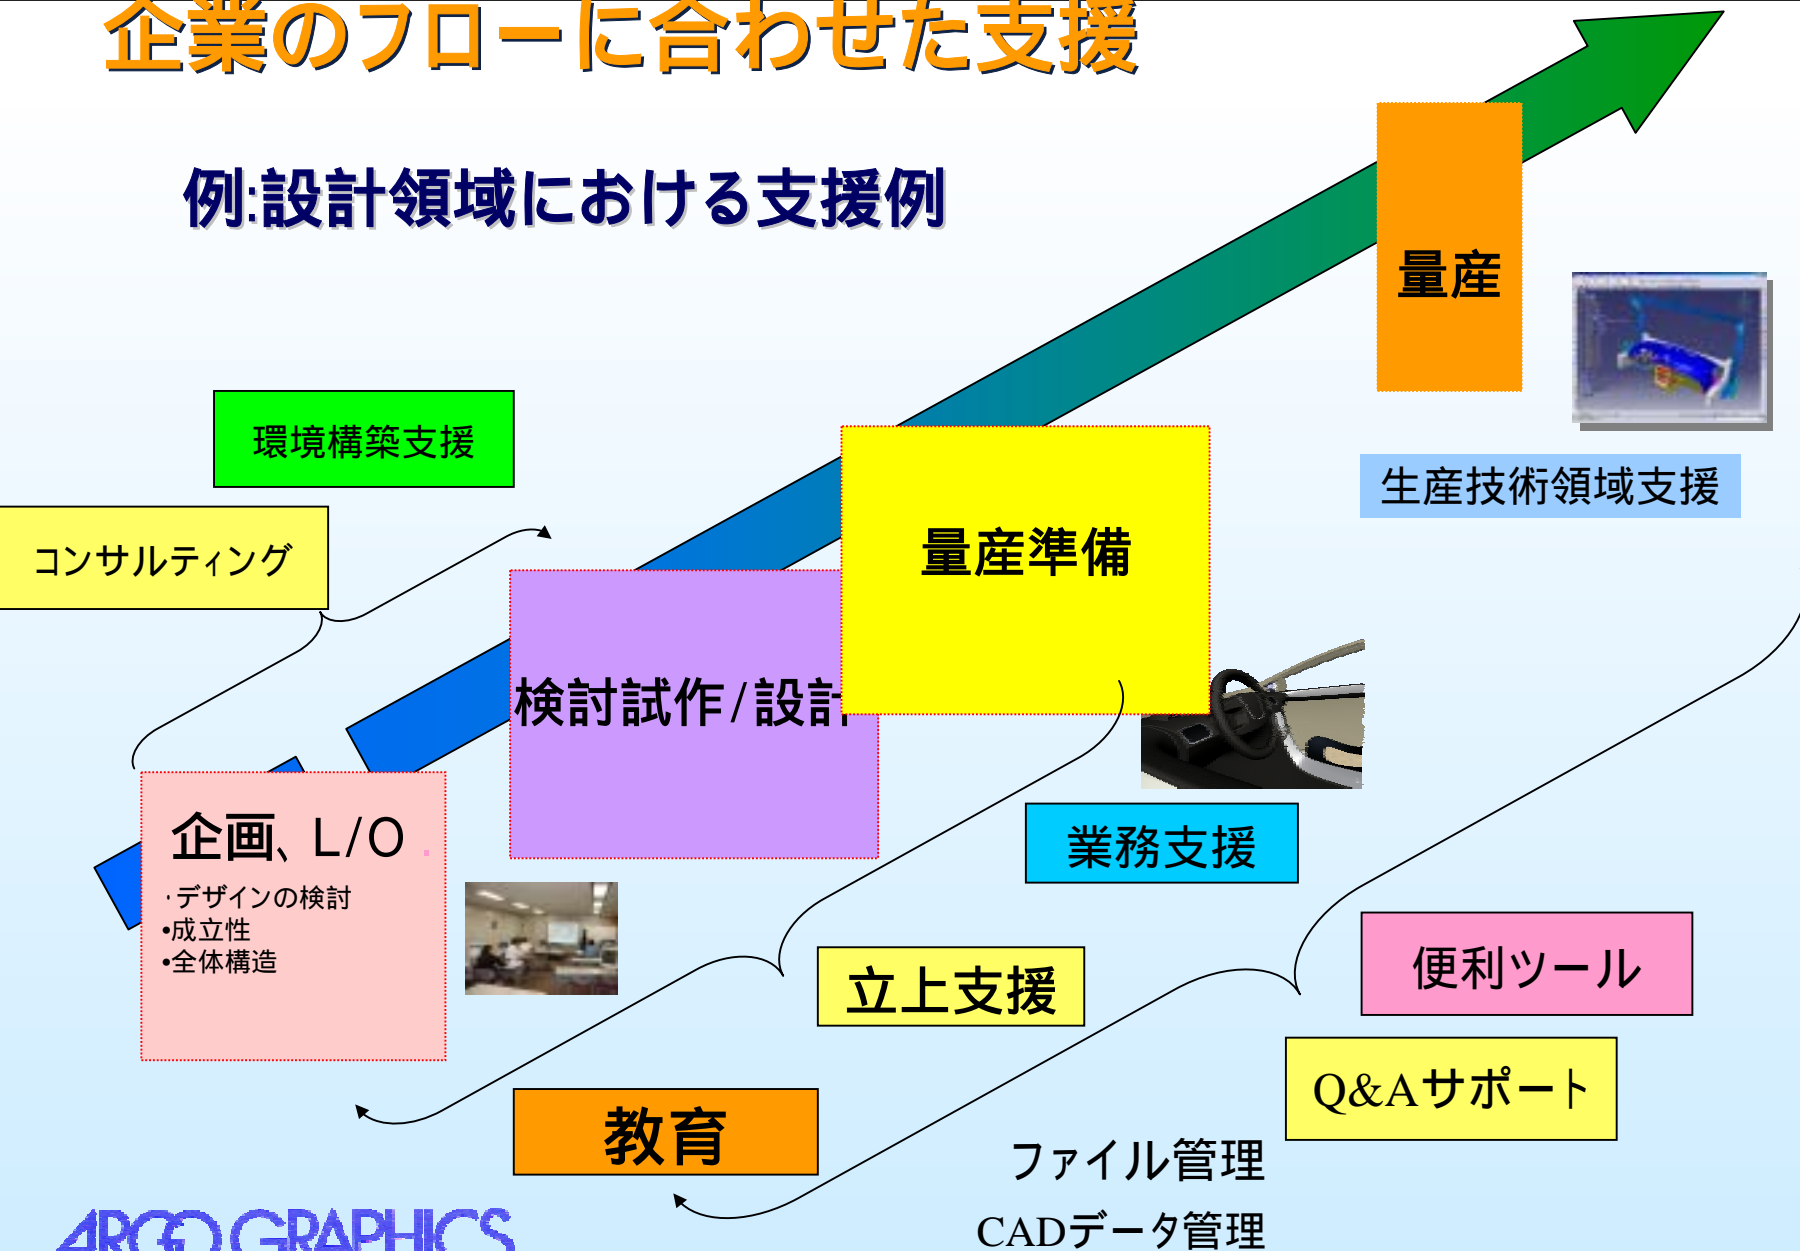 企業のフローに合わせた支援
例:設計領域における支援例
量産
環境構築支援
生産技術領域支援
コンサルティング
量産準備
検討試作/設計
企画、L/O .
・デザインの検討
•成立性
•全体構造
業務支援
便利ツール
立上支援
Q&Aサポート
教育
ファイル管理
CADデータ管理
ARGO GRAPHICS